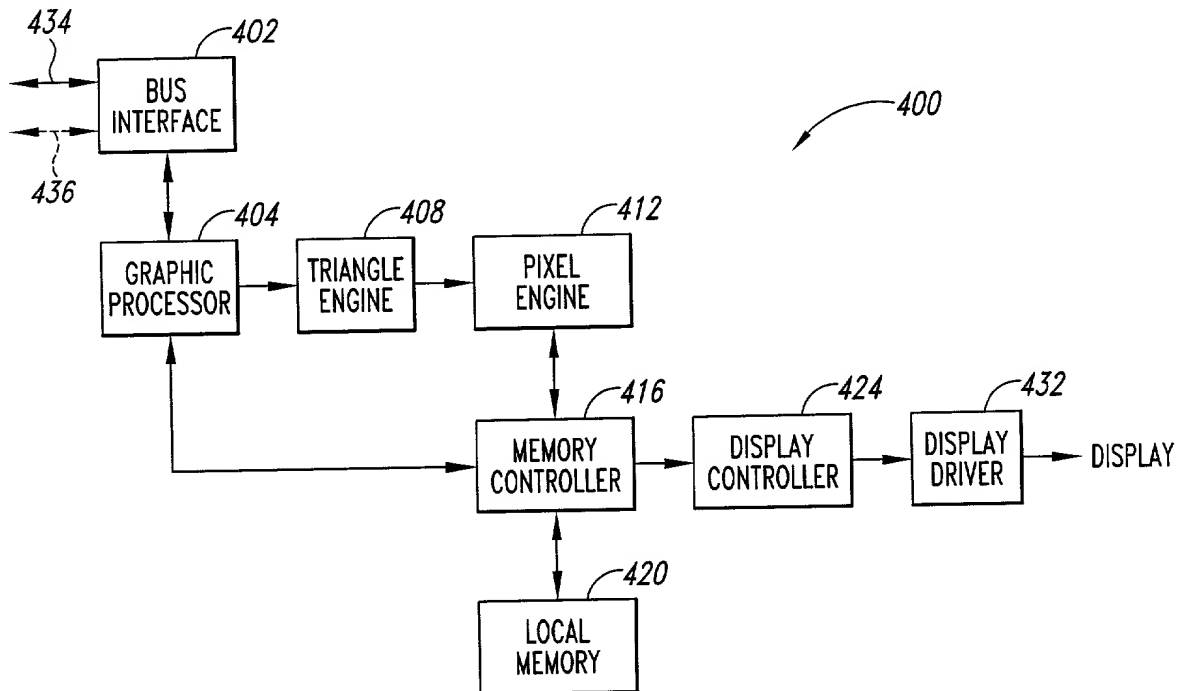 434
402
BUS
INTERFACE
436
400
404
408
412
GRAPHIC
PROCESSOR
TRIANGLE
ENGINE
PIXEL
ENGINE
416
424
432
MEMORY
CONTROLLER
DISPLAY
CONTROLLER
DISPLAY
DRIVER
DISPLAY
420
LOCAL
MEMORY